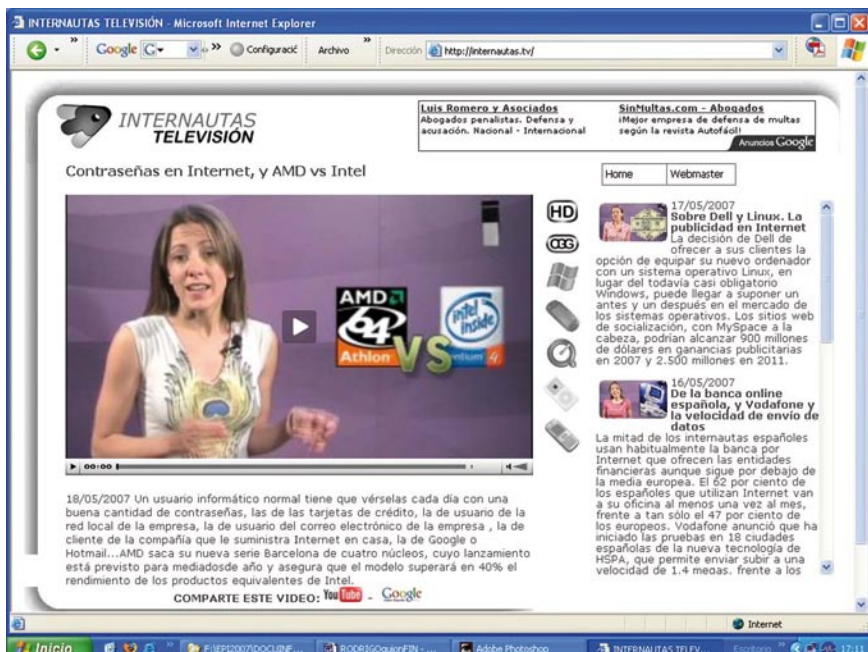 INTERNAUTAS TELEVISIÓN - Microsoft Internet Explorer
Google G
Configuració
Archivo
Dirección http://internautas.tv/
INTERNAUTAS
TELEVISIÓN
Luis Romero y Asociados
Abogados penalistas. Defensa y
acusación. Nacional - Internacional
SinMultas.com - Abogados
¡Mejor empresa de defensa de multas
según la revista Autofácil!
Anuncios Google
Contraseñas en Internet, y AMD vs Intel
Home Webmaster
AMD
64
Athlon
VS
intel
inside
pentium 4
HD
OGG
00:00
18/05/2007 Un usuario informático normal tiene que vérselas cada día con una
buena cantidad de contraseñas, las de las tarjetas de crédito, la de usuario de la
red local de la empresa, la de usuario del correo electrónico de la empresa , la de
cliente de la compañía que le suministra Internet en casa, la de Google o
Hotmail...AMD saca su nueva serie Barcelona de cuatro núcleos, cuyo lanzamiento
está previsto para mediadosde año y asegura que el modelo superará en 40% el
rendimiento de los productos equivalentes de Intel.
COMPARTE ESTE VIDEO: YouTube - Google
17/05/2007
Sobre Dell y Linux. La
publicidad en Internet
La decisión de Dell de
ofrecer a sus clientes la
opción de equipar su nuevo ordenador
con un sistema operativo Linux, en
lugar del todavía casi obligatorio
Windows, puede llegar a suponer un
antes y un después en el mercado de
los sistemas operativos. Los sitios web
de socialización, con MySpace a la
cabeza, podrían alcanzar 900 millones
de dólares en ganancias publicitarias
en 2007 y 2.500 millones en 2011.
16/05/2007
De la banca online
española, y Vodafone y
la velocidad de envío de
datos
La mitad de los internautas españoles
usan habitualmente la banca por
Internet que ofrecen las entidades
financieras aunque sigue por debajo de
la media europea. El 62 por ciento de
los españoles que utilizan Internet van
a su oficina al menos una vez al mes,
frente a tan sólo el 47 por ciento de
los europeos. Vodafone anunció que ha
iniciado las pruebas en 18 ciudades
españolas de la nueva tecnología de
HSPA, que permite enviar subir a una
velocidad de 1,4 megas, frente a los
Internet
Inicio
F:\EPI2007\DOCUINF...
RODRIGOguionFIN - ...
Adobe Photoshop
INTERNAUTAS TELEV...
Escritorio
17:11